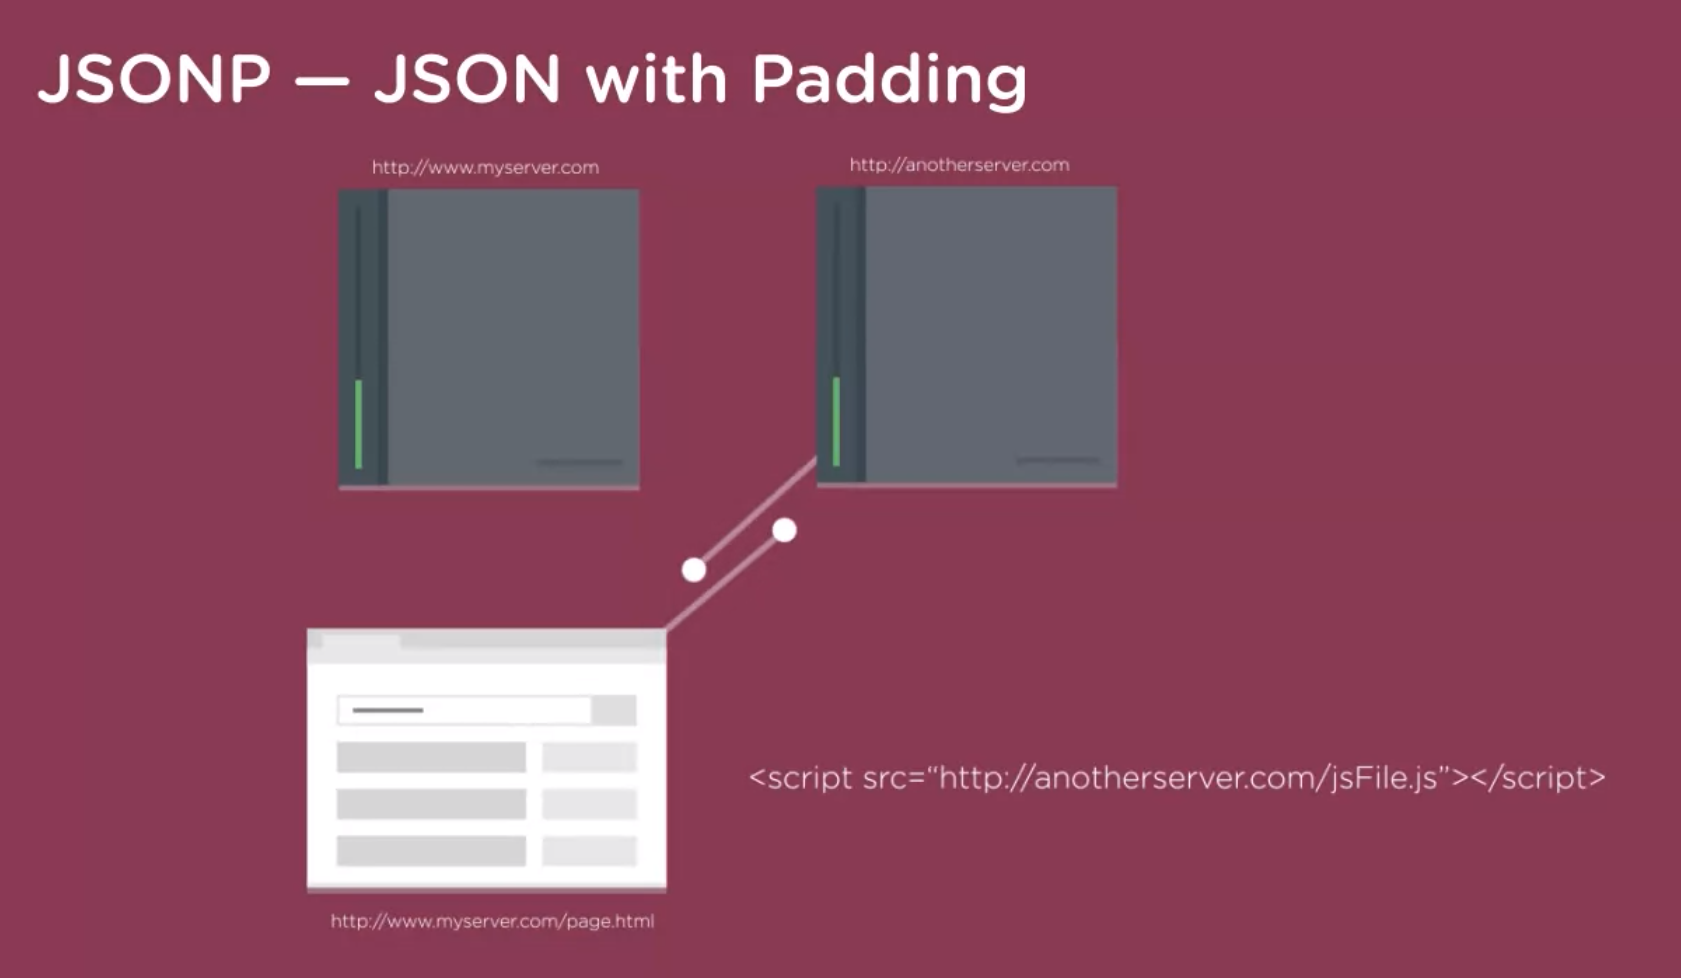 JSONP — JSON with Padding
http://www.myserver.com
http://anotherserver.com
<script src=“http://anotherserver.com/jsFile.js”></script>
http://www.myserver.com/page.html